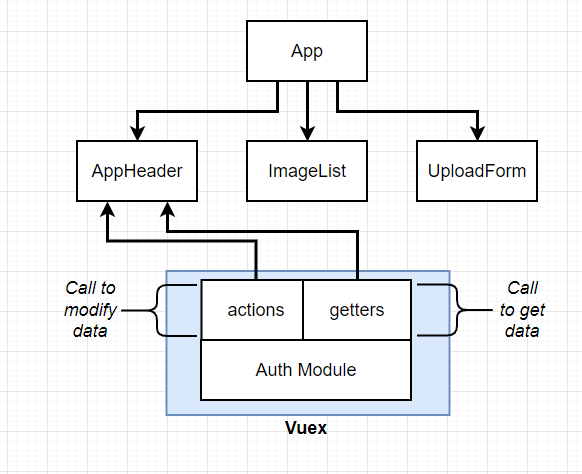 App
AppHeader
ImageList
UploadForm
Call to
modify
data
actions
getters
Call
to get
data
Auth Module
Vuex